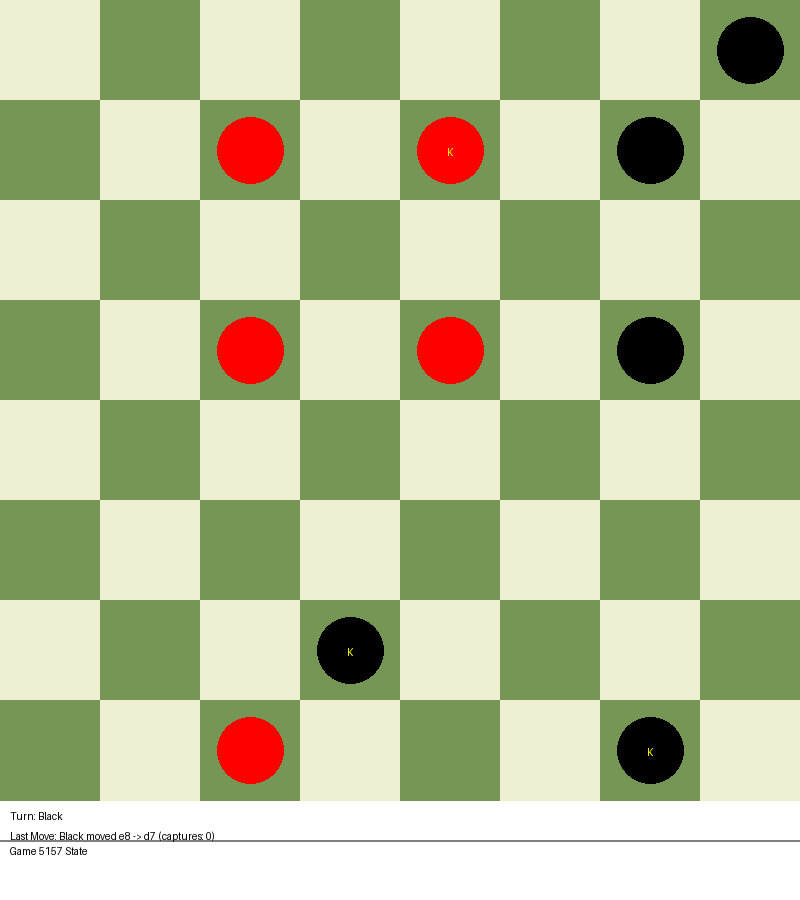 K
K
K
Turn: Black
Last Move: Black moved e8 -> d7 (captures: 0)
Game 5157 State